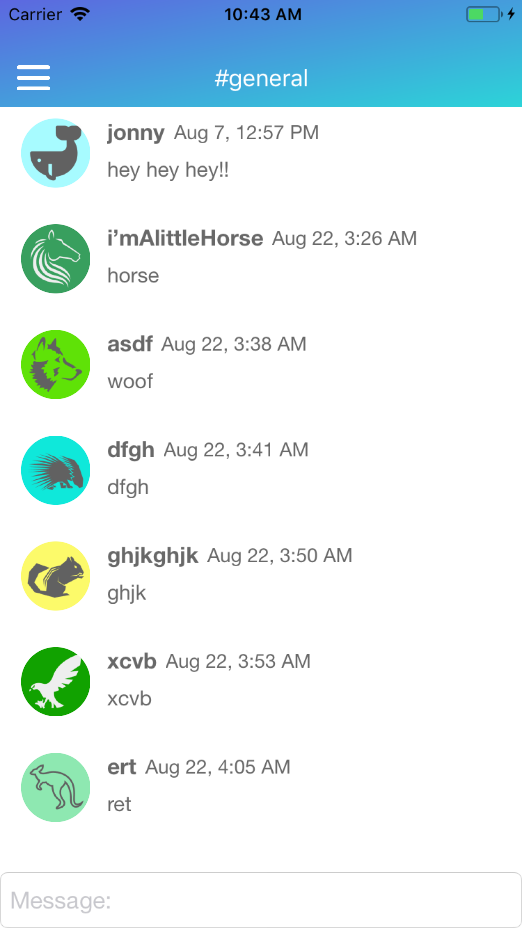 Carrier 10:43 AM
#general
jonny Aug 7, 12:57 PM
hey hey hey!!
i’mAlittleHorse Aug 22, 3:26 AM
horse
asdf Aug 22, 3:38 AM
woof
dfgh Aug 22, 3:41 AM
dfgh
ghjkghjk Aug 22, 3:50 AM
ghjk
xcvb Aug 22, 3:53 AM
xcvb
ert Aug 22, 4:05 AM
ret
Message: